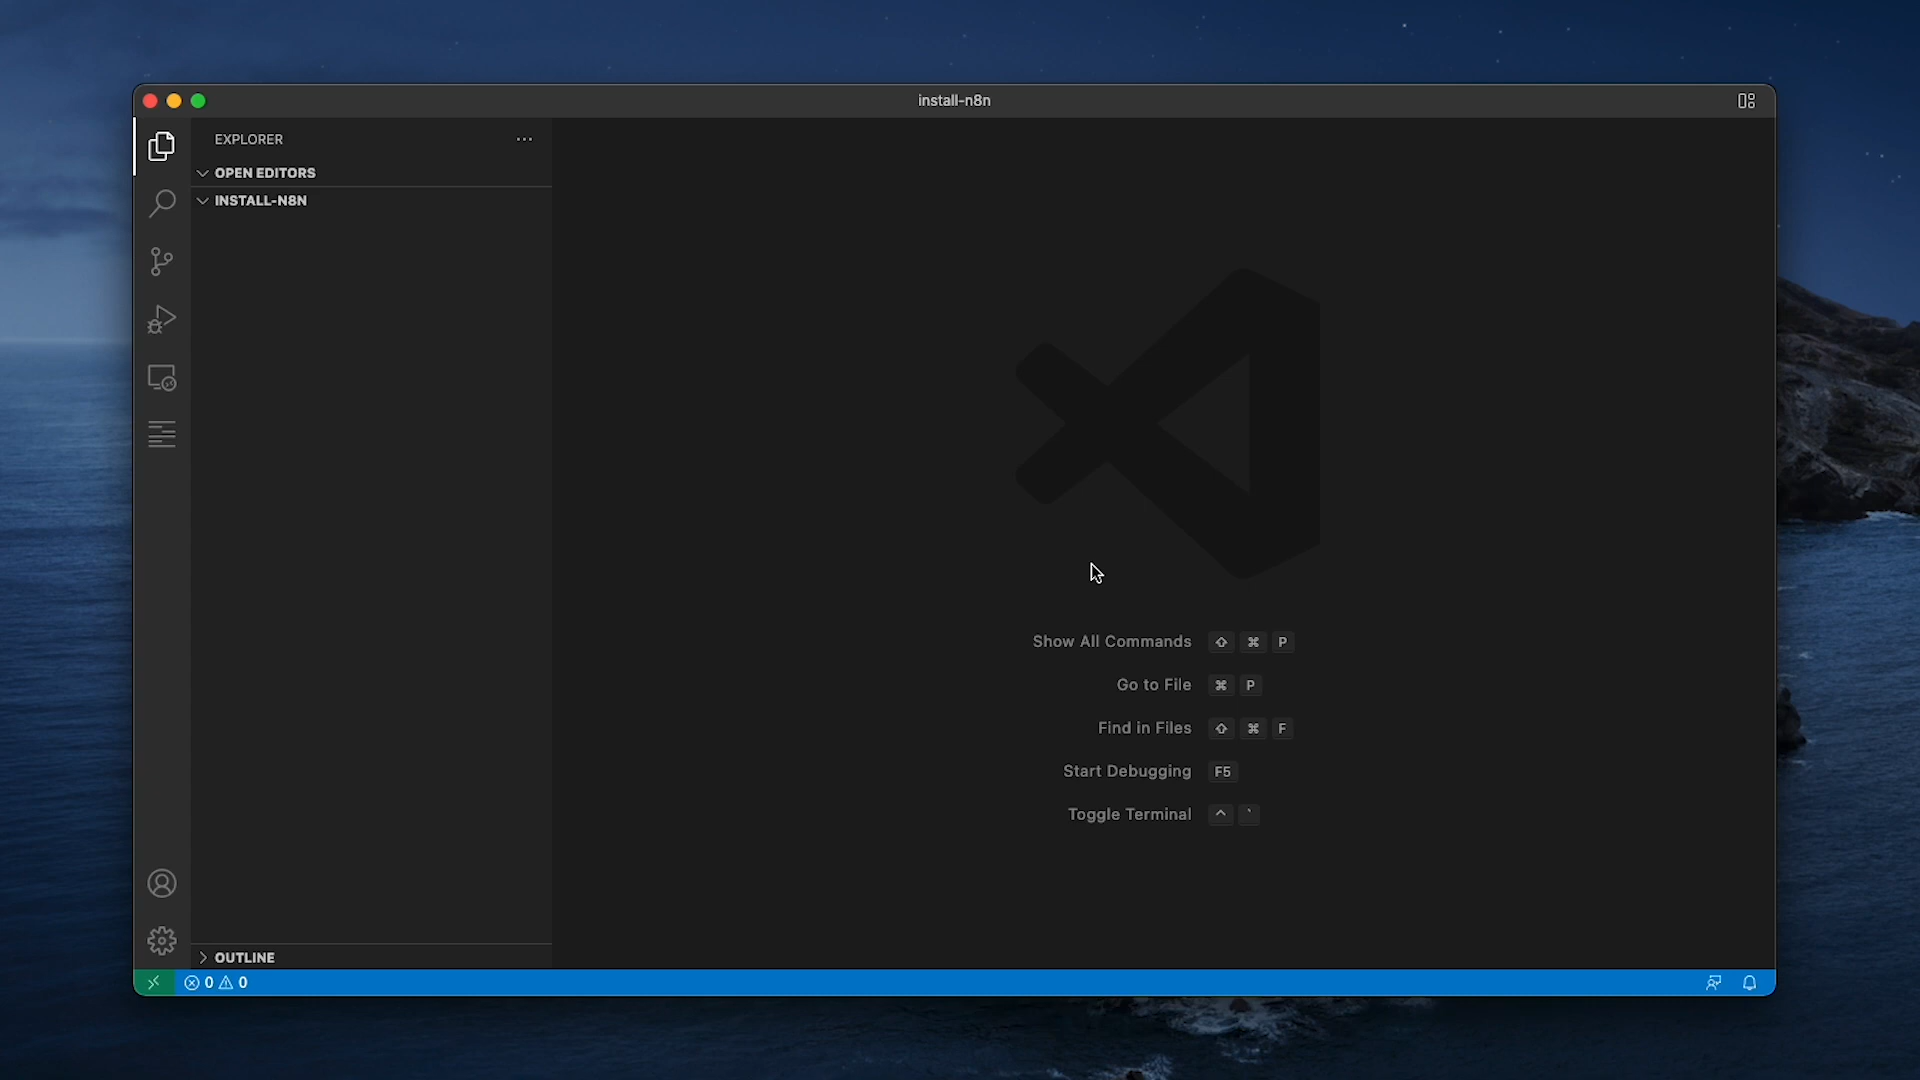 install-n8n
EXPLORER
OPEN EDITORS
INSTALL-N8N
Show All Commands ⇧ ⌘ P
Go to File ⌘ P
Find in Files ⇧ ⌘ F
Start Debugging F5
Toggle Terminal ^ `
OUTLINE
0 0